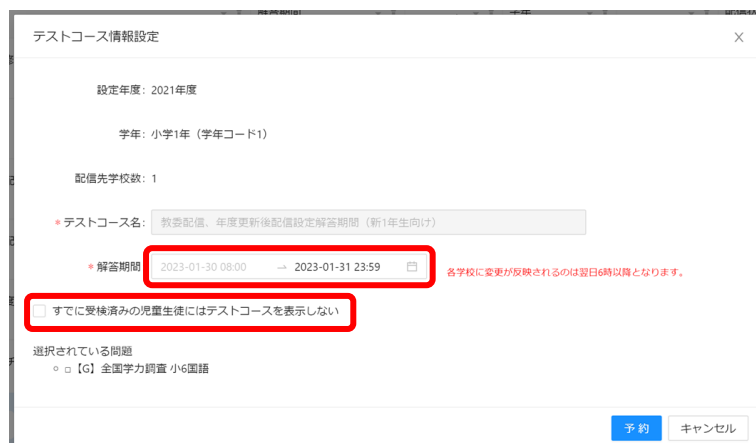 テストコース情報設定
設定年度: 2021年度
学年: 小学1年（学年コード1）
配信先学校数: 1
* テストコース名: 教委配信、年度更新後配信設定解答期間（新1年生向け）
* 解答期間 2023-01-30 08:00 → 2023-01-31 23:59
各学校に変更が反映されるのは翌日6時以降となります。
すでに受検済みの児童生徒にはテストコースを表示しない
選択されている問題
【G】全国学力調査 小6国語
予約 キャンセル